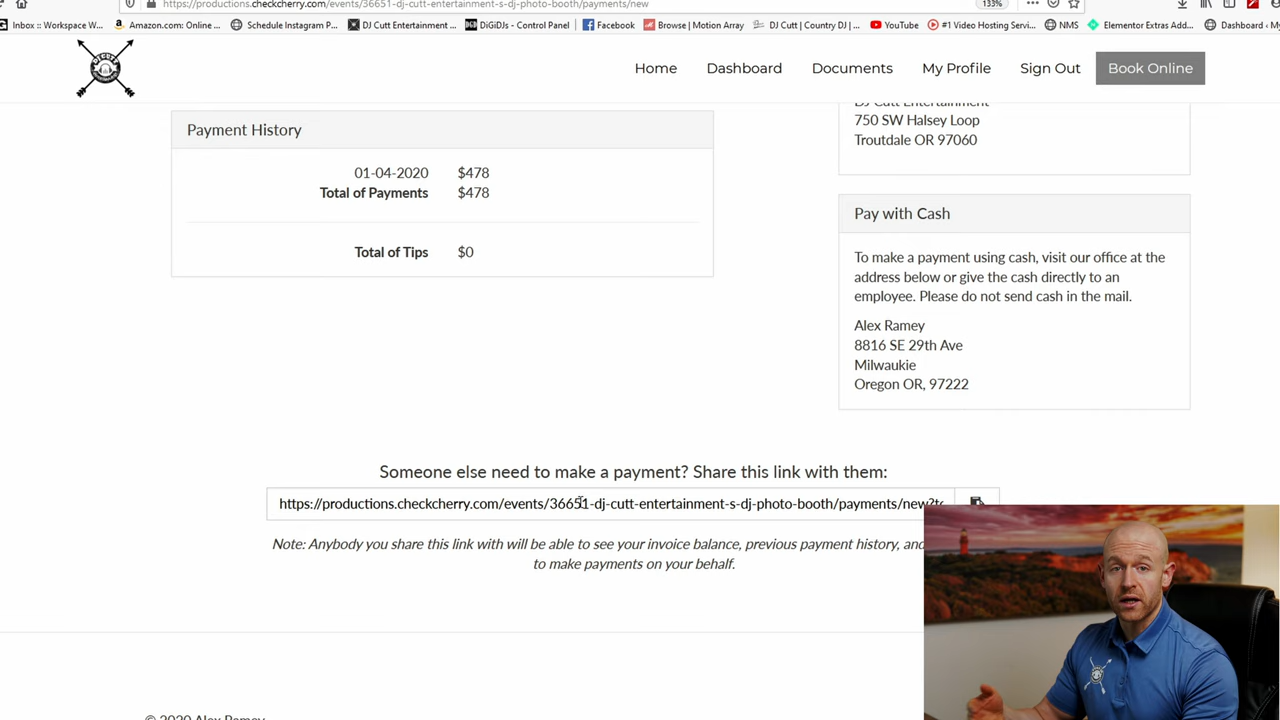 https://productions.checkcherry.com/events/36651-dj-cutt-entertainment-s-dj-photo-booth/payments/new
133%
Inbox :: Workspace W...
Amazon.com: Online ...
Schedule Instagram P...
DJ Cutt Entertainment ...
DiGiDJs - Control Panel
Facebook
Browse | Motion Array
DJ Cutt | Country DJ | ...
YouTube
#1 Video Hosting Servi...
NMS
Elementor Extras Add...
Dashboard
Home
Dashboard
Documents
My Profile
Sign Out
Book Online
Payment History
01-04-2020 $478
Total of Payments $478
Total of Tips $0
DJ Cutt Entertainment
750 SW Halsey Loop
Troutdale OR 97060
Pay with Cash
To make a payment using cash, visit our office at the
address below or give the cash directly to an
employee. Please do not send cash in the mail.
Alex Ramey
8816 SE 29th Ave
Milwaukie
Oregon OR, 97222
Someone else need to make a payment? Share this link with them:
https://productions.checkcherry.com/events/36651-dj-cutt-entertainment-s-dj-photo-booth/payments/new?t
Note: Anybody you share this link with will be able to see your invoice balance, previous payment history, and
to make payments on your behalf.
© 2020 Alex Ramey